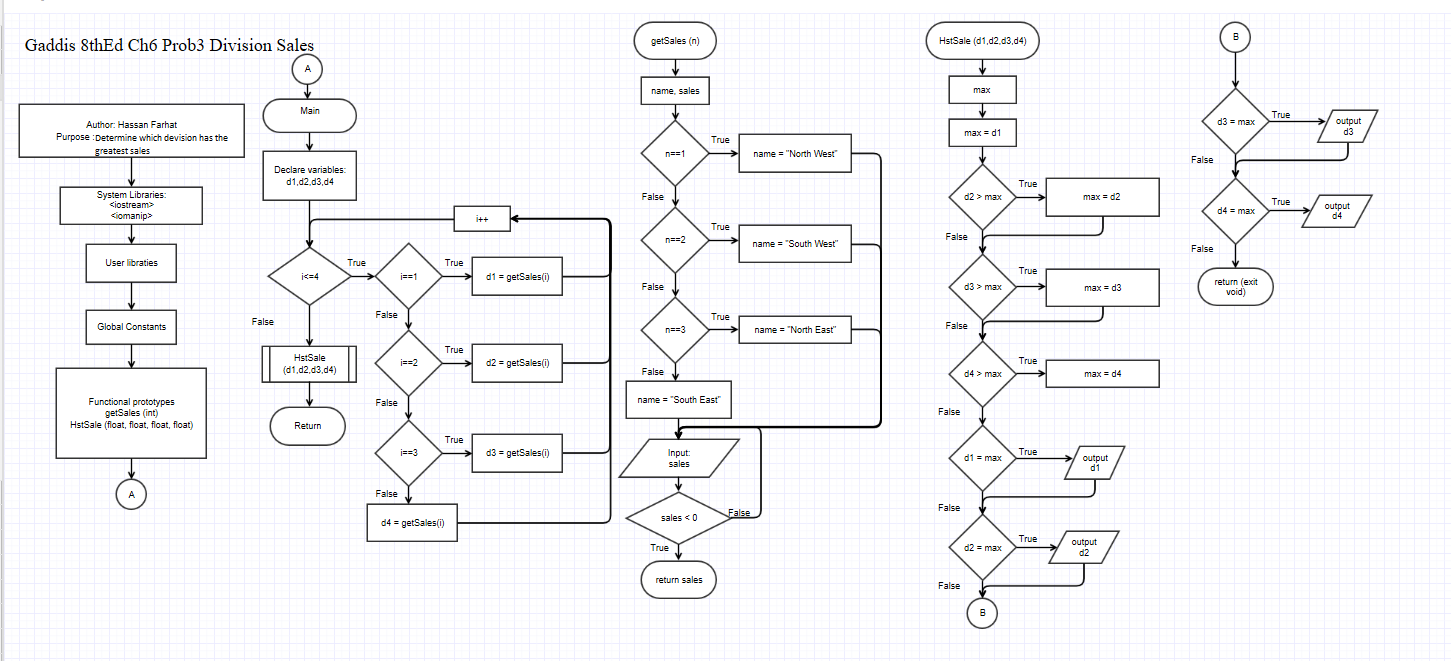 Gaddis 8thEd Ch6 Prob3 Division Sales
Author: Hassan Farhat
Purpose :Determine which devision has the
greatest sales
System Libraries:
<iostream>
<iomanip>
User libraties
Global Constants
Functional prototypes
getSales (int)
HstSale (float, float, float, float)
A
A
Main
Declare variables:
d1,d2,d3,d4
i++
i<=4
True
False
HstSale
(d1,d2,d3,d4)
Return
i==1
True
d1 = getSales(i)
False
i==2
True
d2 = getSales(i)
False
i==3
True
d3 = getSales(i)
False
d4 = getSales(i)
getSales (n)
name, sales
n==1
True
name = "North West"
False
n==2
True
name = "South West"
False
n==3
True
name = "North East"
False
name = "South East"
Input:
sales
sales < 0
False
True
return sales
HstSale (d1,d2,d3,d4)
max
max = d1
d2 > max
True
max = d2
False
d3 > max
True
max = d3
False
d4 > max
True
max = d4
False
d1 = max
True
output
d1
False
d2 = max
True
output
d2
False
B
B
d3 = max
True
output
d3
False
d4 = max
True
output
d4
False
return (exit
void)